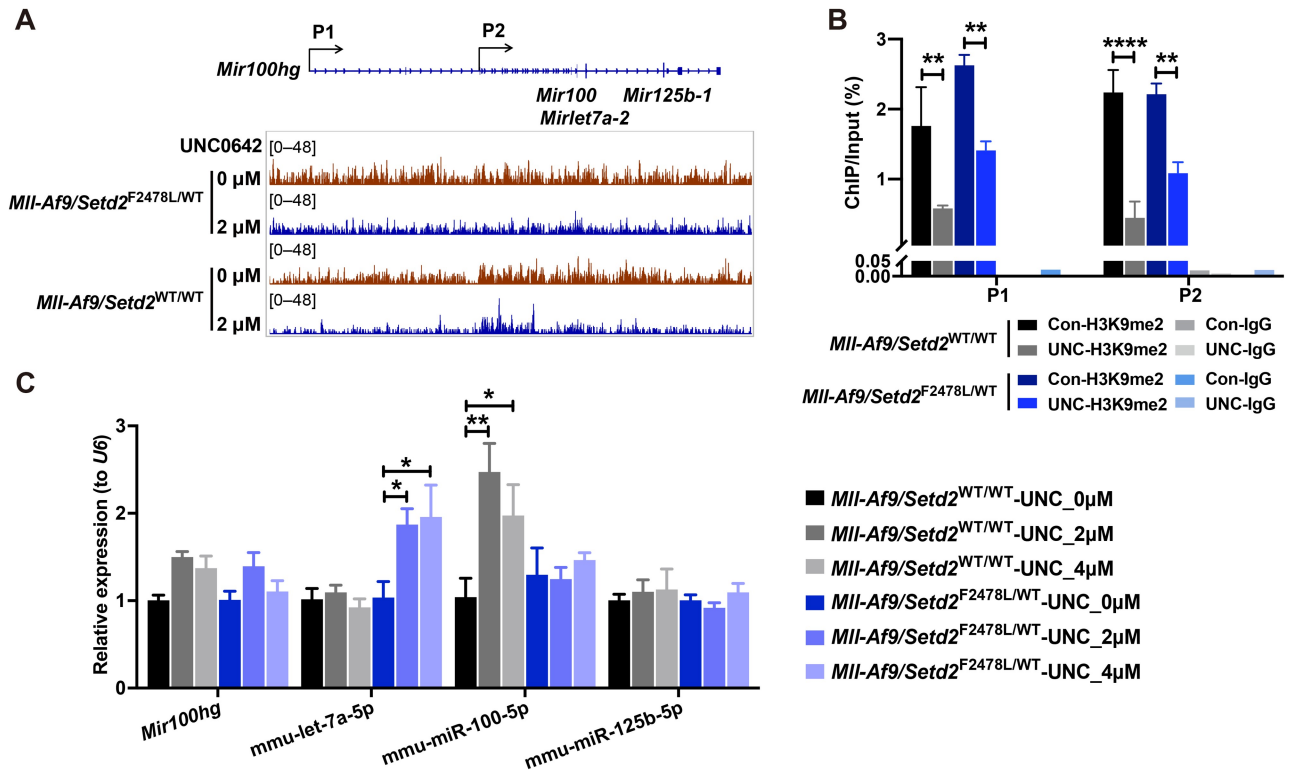 A
P1
P2
Mir100hg
Mir100
Mir125b-1
Mirlet7a-2
UNC0642
[0–48]
0 µM
Mll-Af9/Setd2F2478L/WT
[0–48]
2 µM
[0–48]
0 µM
Mll-Af9/Setd2WT/WT
[0–48]
2 µM
B
ChIP/Input (%)
3
2
1
0.05
0.00
**
**
****
**
P1
P2
Mll-Af9/Setd2WT/WT
Con-H3K9me2
Con-IgG
UNC-H3K9me2
UNC-IgG
Mll-Af9/Setd2F2478L/WT
Con-H3K9me2
Con-IgG
UNC-H3K9me2
UNC-IgG
C
Relative expression (to U6)
3
2
1
0
*
*
*
**
Mir100hg
mmu-let-7a-5p
mmu-miR-100-5p
mmu-miR-125b-5p
Mll-Af9/Setd2WT/WT-UNC_0µM
Mll-Af9/Setd2WT/WT-UNC_2µM
Mll-Af9/Setd2WT/WT-UNC_4µM
Mll-Af9/Setd2F2478L/WT-UNC_0µM
Mll-Af9/Setd2F2478L/WT-UNC_2µM
Mll-Af9/Setd2F2478L/WT-UNC_4µM